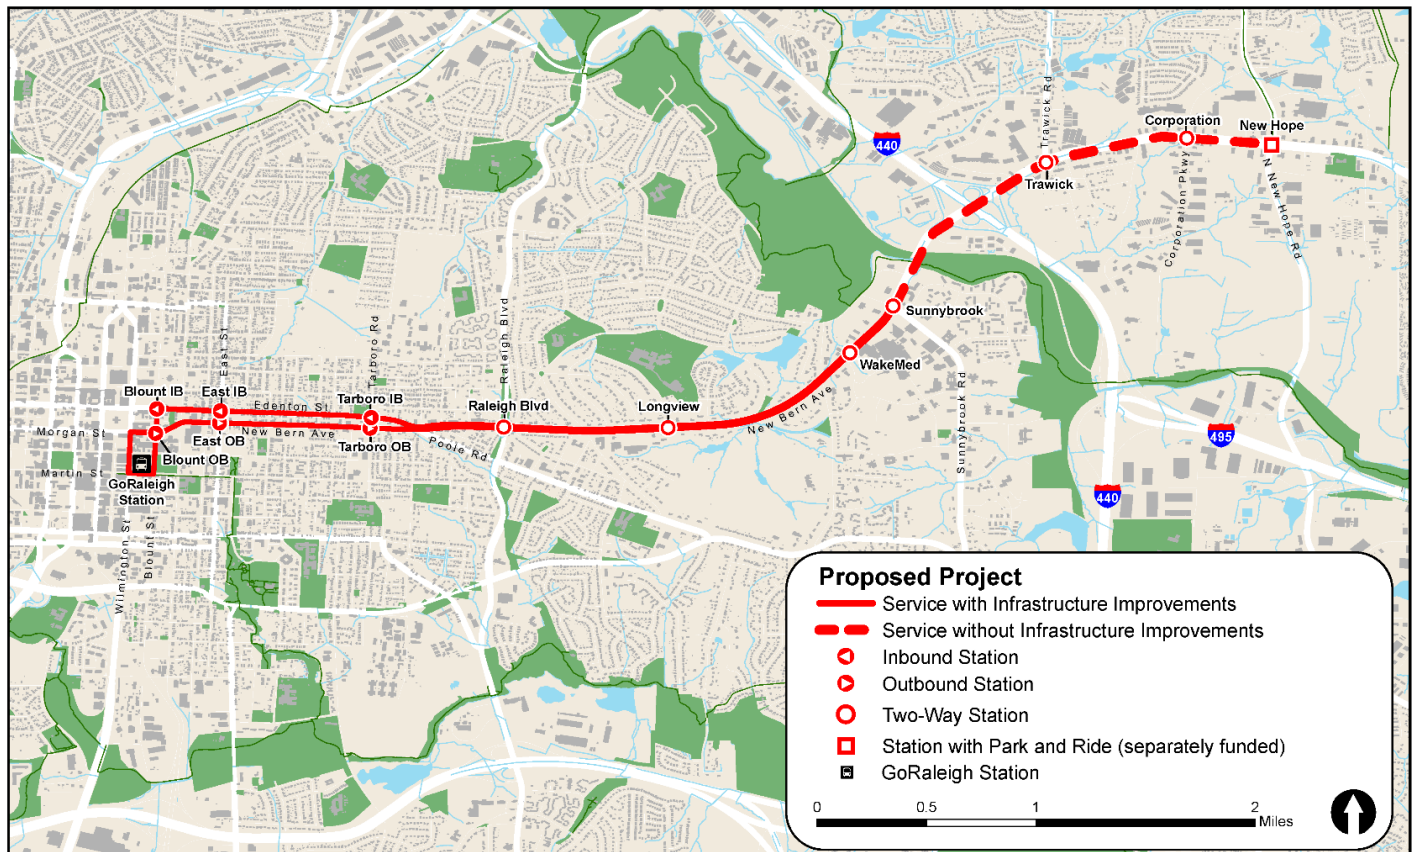 440
Trawick Rd
Corporation
New Hope
Trawick
Corporation Pkwy
N New Hope Rd
Sunnybrook
WakeMed
Raleigh Blvd
East St
Tarboro Rd
Blount IB
East IB
Edenton St
Tarboro IB
Raleigh Blvd
Longview
New Bern Ave
Sunnybrook Rd
Morgan St
East OB
New Bern Ave
Tarboro OB
Poole Rd
495
Blount OB
Martin St
GoRaleigh
Station
440
Wilmington St
Blount St
Proposed Project
Service with Infrastructure Improvements
Service without Infrastructure Improvements
Inbound Station
Outbound Station
Two-Way Station
Station with Park and Ride (separately funded)
GoRaleigh Station
0 0.5 1 2
Miles